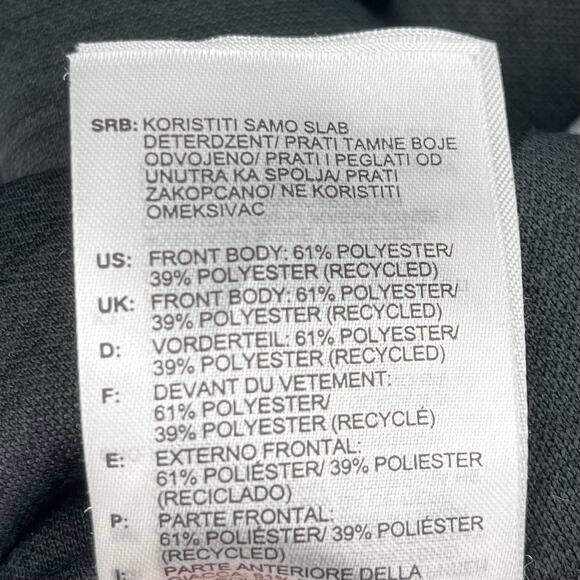 SRB: KORISTITI SAMO SLAB
DETERDZENT/ PRATI TAMNE BOJE
ODVOJENO/ PRATI I PEGLATI OD
UNUTRA KA SPOLJA/ PRATI
ZAKOPCANO/ NE KORISTITI
OMEKSIVAC
US: FRONT BODY: 61% POLYESTER/
39% POLYESTER (RECYCLED)
UK: FRONT BODY: 61% POLYESTER/
39% POLYESTER (RECYCLED)
D: VORDERTEIL: 61% POLYESTER/
39% POLYESTER (RECYCLED)
F: DEVANT DU VETEMENT:
61% POLYESTER/
39% POLYESTER (RECYCLÉ)
E: EXTERNO FRONTAL:
61% POLIÉSTER/ 39% POLIESTER
(RECICLADO)
P: PARTE FRONTAL:
61% POLIÉSTER/ 39% POLIÉSTER
(RECYCLED)
I: PARTE ANTERIORE DELLA
GIACCA: 61%